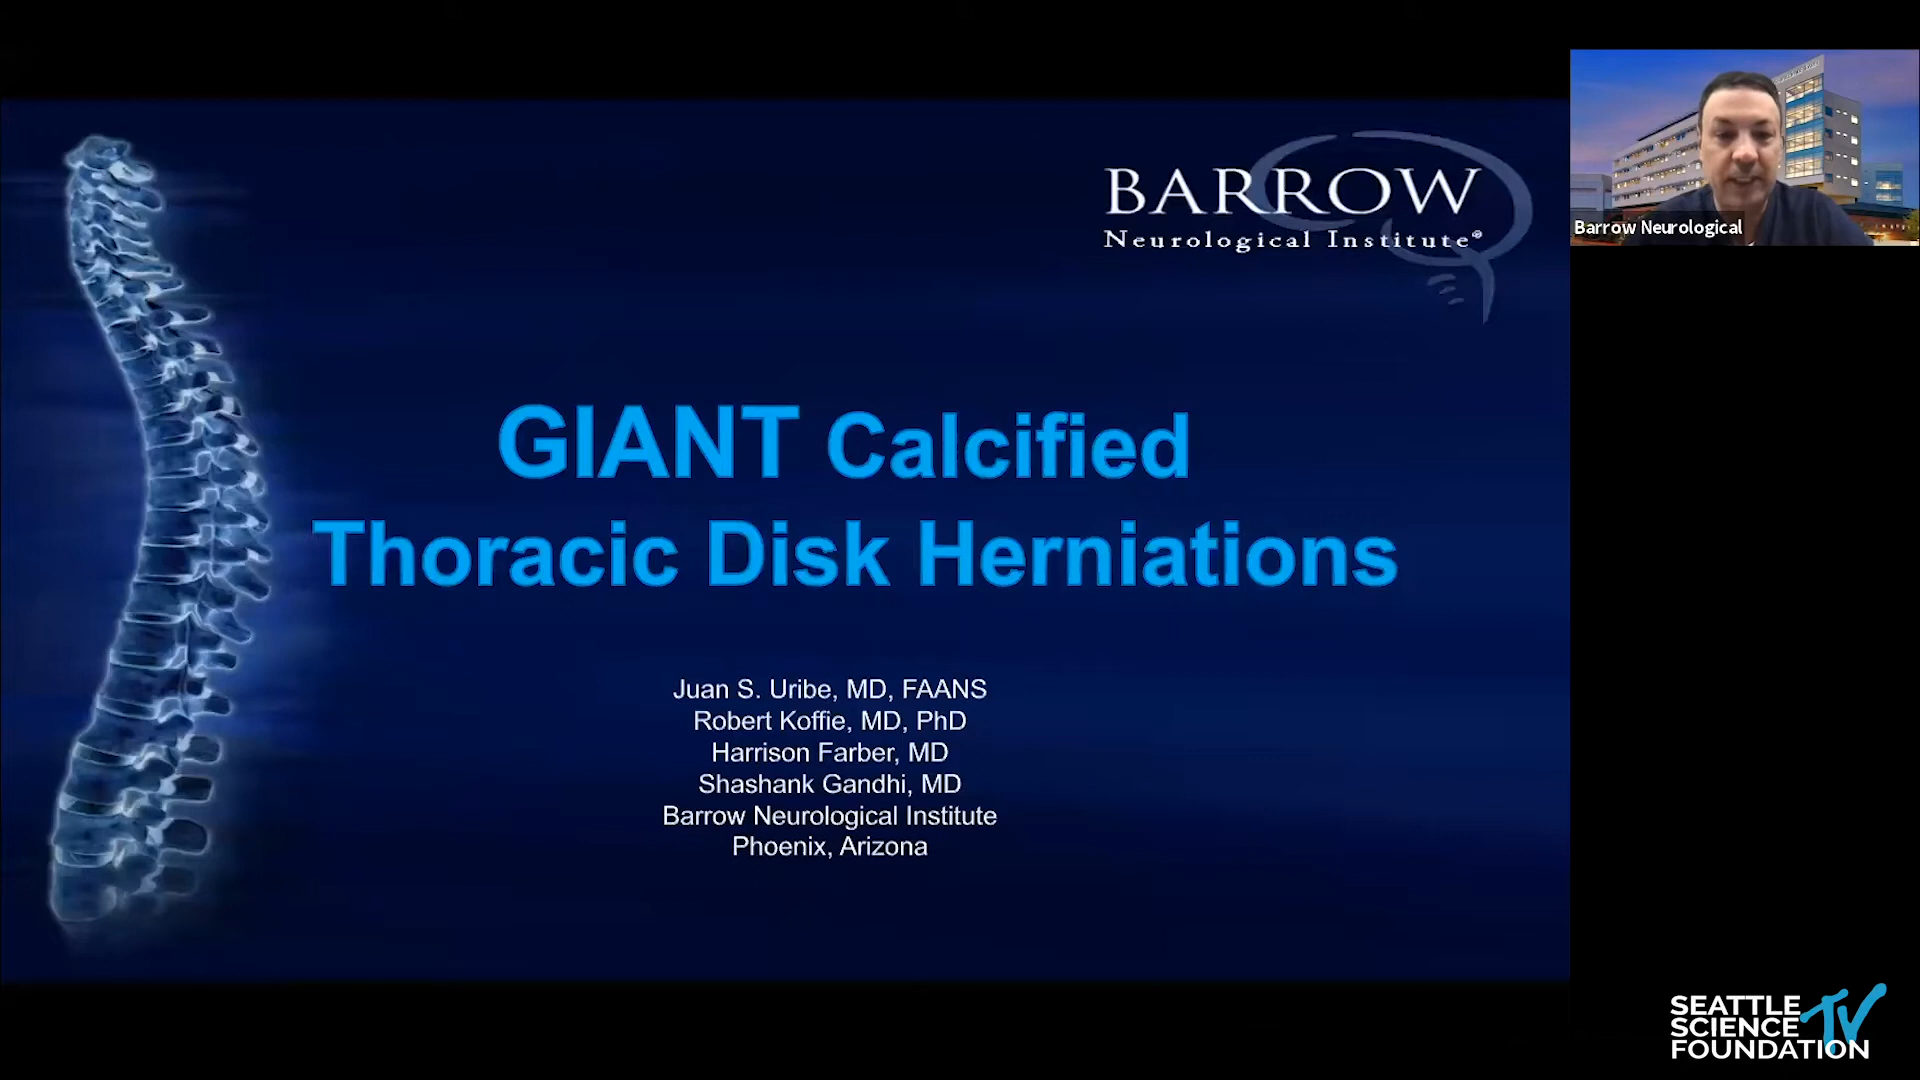 BARROW
Neurological Institute®
GIANT Calcified
Thoracic Disk Herniations
Juan S. Uribe, MD, FAANS
Robert Koffie, MD, PhD
Harrison Farber, MD
Shashank Gandhi, MD
Barrow Neurological Institute
Phoenix, Arizona
Barrow Neurological
SEATTLE
SCIENCE
FOUNDATION
TV